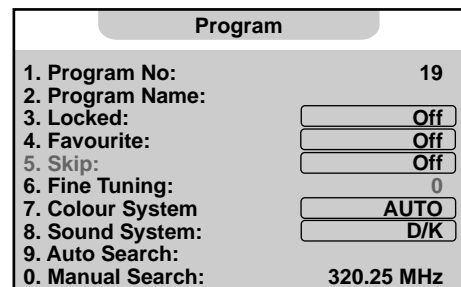 Program
1. Program No: 19
2. Program Name:
3. Locked: Off
4. Favourite: Off
5. Skip: Off
6. Fine Tuning: 0
7. Colour System AUTO
8. Sound System: D/K
9. Auto Search:
0. Manual Search: 320.25 MHz